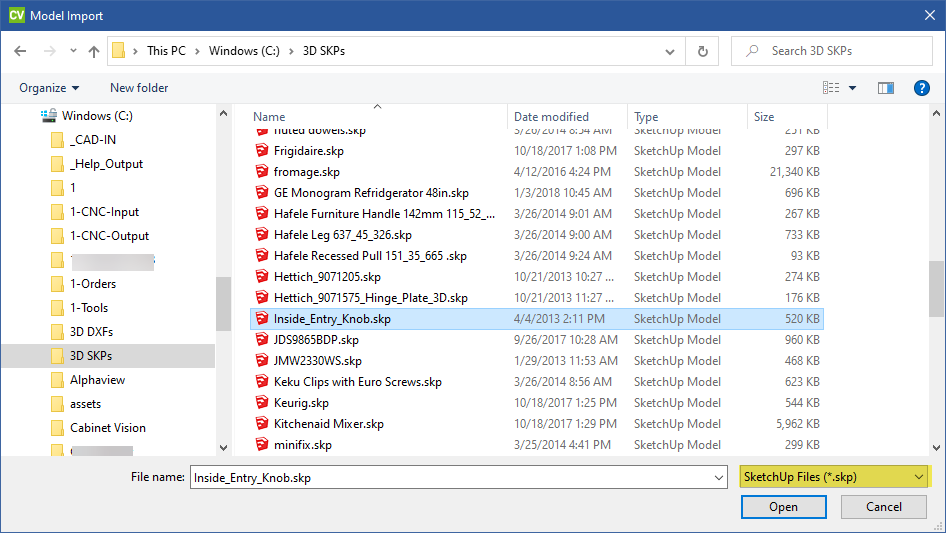 CV Model Import
This PC > Windows (C:) > 3D SKPs
Search 3D SKPs
Organize New folder
Windows (C:)
_CAD-IN
_Help_Output
1
1-CNC-Input
1-CNC-Output
1-Orders
1-Tools
3D DXFs
3D SKPs
Alphaview
assets
Cabinet Vision
Name Date modified Type Size
fluted dowels.skp 3/26/2014 8:54 AM SketchUp Model 251 KB
Frigidaire.skp 10/18/2017 1:08 PM SketchUp Model 297 KB
fromage.skp 4/12/2016 4:24 PM SketchUp Model 21,340 KB
GE Monogram Refridgerator 48in.skp 1/3/2018 10:45 AM SketchUp Model 696 KB
Hafele Furniture Handle 142mm 115_52_... 3/26/2014 9:01 AM SketchUp Model 267 KB
Hafele Leg 637_45_326.skp 3/26/2014 9:00 AM SketchUp Model 733 KB
Hafele Recessed Pull 151_35_665 .skp 3/26/2014 9:24 AM SketchUp Model 93 KB
Hettich_9071205.skp 10/21/2013 10:27 ... SketchUp Model 274 KB
Hettich_9071575_Hinge_Plate_3D.skp 10/21/2013 11:27 ... SketchUp Model 176 KB
Inside_Entry_Knob.skp 4/4/2013 2:11 PM SketchUp Model 520 KB
JDS9865BDP.skp 9/26/2017 10:28 AM SketchUp Model 960 KB
JMW2330WS.skp 1/29/2013 11:53 AM SketchUp Model 468 KB
Keku Clips with Euro Screws.skp 3/26/2014 8:56 AM SketchUp Model 623 KB
Keurig.skp 10/18/2017 1:25 PM SketchUp Model 544 KB
Kitchenaid Mixer.skp 10/18/2017 1:29 PM SketchUp Model 5,962 KB
minifix.skp 3/25/2014 4:41 PM SketchUp Model 299 KB
File name: Inside_Entry_Knob.skp SketchUp Files (*.skp)
Open Cancel